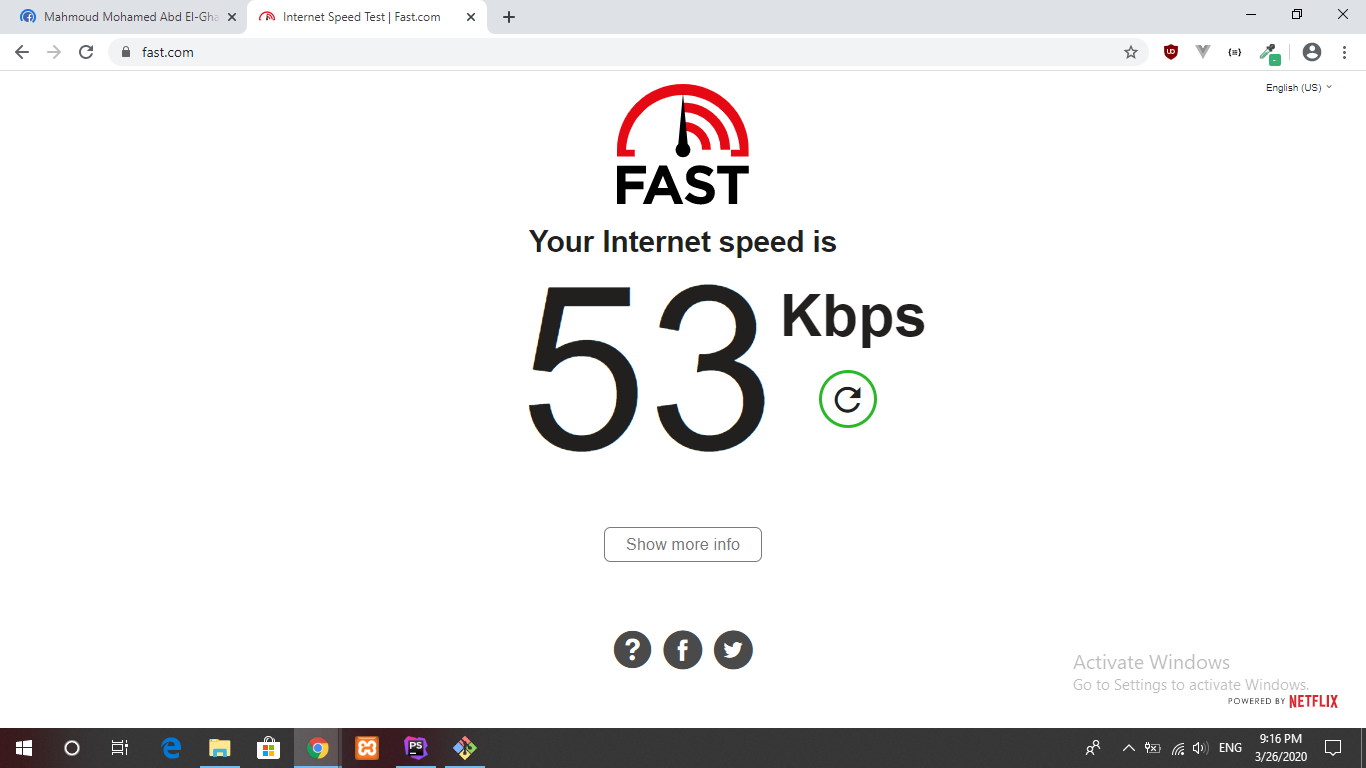 Mahmoud Mohamed Abd El-Gha
Internet Speed Test | Fast.com
fast.com
English (US)
FAST
Your Internet speed is
53 Kbps
Show more info
Activate Windows
Go to Settings to activate Windows.
POWERED BY NETFLIX
PS
ENG
9:16 PM
3/26/2020